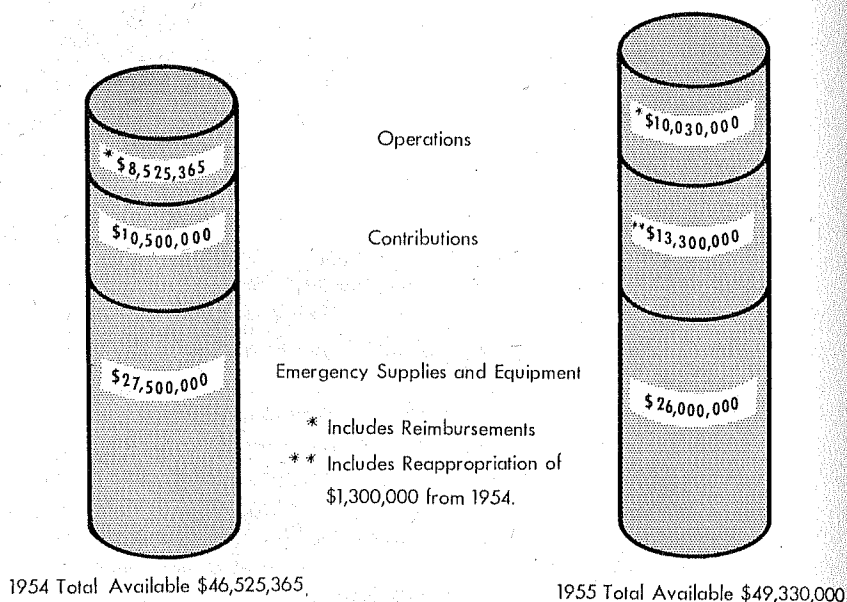 *$8,525,365
$10,500,000
$27,500,000
Operations
Contributions
Emergency Supplies and Equipment
* Includes Reimbursements
** Includes Reappropriation of
$1,300,000 from 1954.
*$10,030,000
**$13,300,000
$26,000,000
1954 Total Available $46,525,365
1955 Total Available $49,330,000